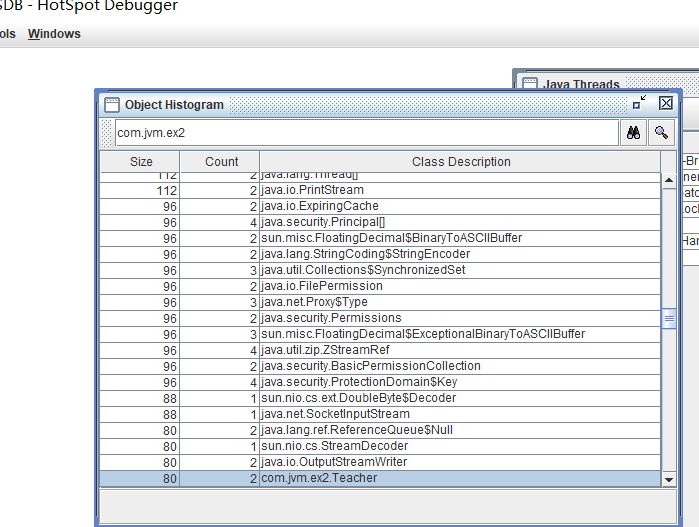 SDB - HotSpot Debugger
ols Windows
Java Threads
Object Histogram
com.jvm.ex2
Size Count Class Description
112 2 java.lang.Thread[]
112 2 java.io.PrintStream
96 2 java.io.ExpiringCache
96 4 java.security.Principal[]
96 2 sun.misc.FloatingDecimal$BinaryToASCIIBuffer
96 2 java.lang.StringCoding$StringEncoder
96 3 java.util.Collections$SynchronizedSet
96 2 java.io.FilePermission
96 3 java.net.Proxy$Type
96 2 java.security.Permissions
96 3 sun.misc.FloatingDecimal$ExceptionalBinaryToASCIIBuffer
96 4 java.util.zip.ZStreamRef
96 2 java.security.BasicPermissionCollection
96 4 java.security.ProtectionDomain$Key
88 1 sun.nio.cs.ext.DoubleByte$Decoder
88 1 java.net.SocketInputStream
80 2 java.lang.ref.ReferenceQueue$Null
80 1 sun.nio.cs.StreamDecoder
80 2 java.io.OutputStreamWriter
80 2 com.jvm.ex2.Teacher